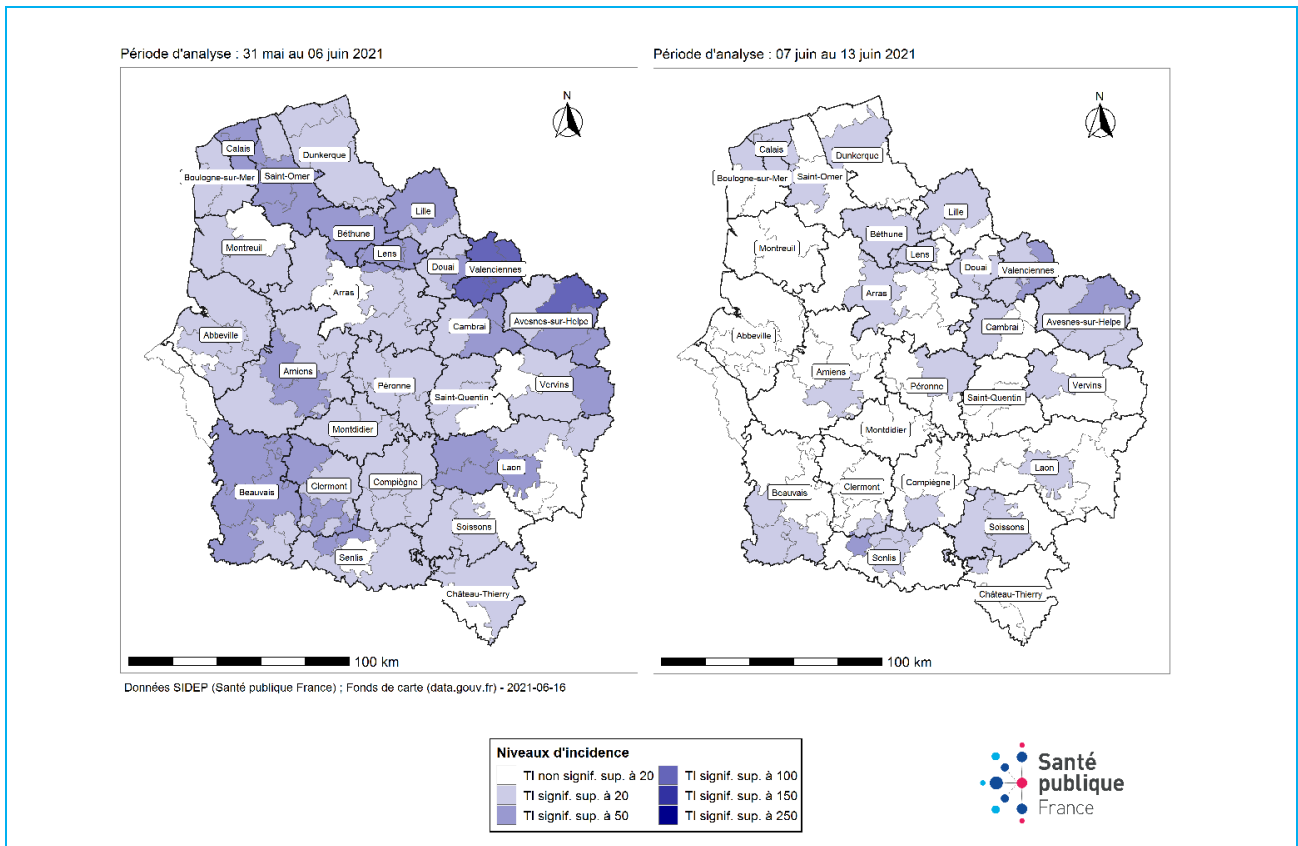 Période d'analyse : 31 mai au 06 juin 2021
N
Calais
Dunkerque
Boulogne-sur-Mer
Saint-Omer
Lille
Béthune
Montreuil
Lens
Douai
Valenciennes
Arras
Abbeville
Cambrai
Avesnes-sur-Helpe
Amiens
Péronne
Vervins
Saint-Quentin
Montdidier
Laon
Beauvais
Clermont
Compiègne
Soissons
Senlis
Château-Thierry
100 km
Période d'analyse : 07 juin au 13 juin 2021
N
Calais
Dunkerque
Boulogne-sur-Mer
Saint-Omer
Lille
Béthune
Montreuil
Lens
Douai
Valenciennes
Arras
Abbeville
Cambrai
Avesnes-sur-Helpe
Amiens
Péronne
Vervins
Saint-Quentin
Montdidier
Laon
Beauvais
Clermont
Compiègne
Soissons
Senlis
Château-Thierry
100 km
Données SIDEP (Santé publique France) ; Fonds de carte (data.gouv.fr) - 2021-06-16
Niveaux d'incidence
TI non signif. sup. à 20
TI signif. sup. à 20
TI signif. sup. à 50
TI signif. sup. à 100
TI signif. sup. à 150
TI signif. sup. à 250
Santé
publique
France